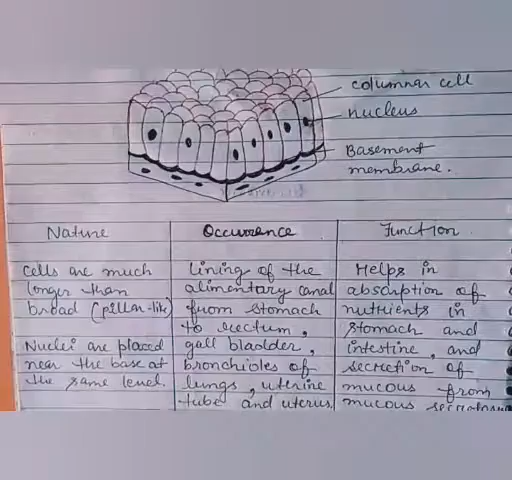 columnar cell
nucleus
Basement
membrane.
Nature
Occurrence
Function
cells are much
longer than
broad (pillar-like)
Nuclei are placed
near the base at
the same level.
lining of the
alimentary canal
from stomach
to rectum,
gall bladder,
bronchioles of
lungs, uterine
tube and uterus.
Helps in
absorption of
nutrients in
stomach and
intestine, and
secretion of
mucous from
mucous